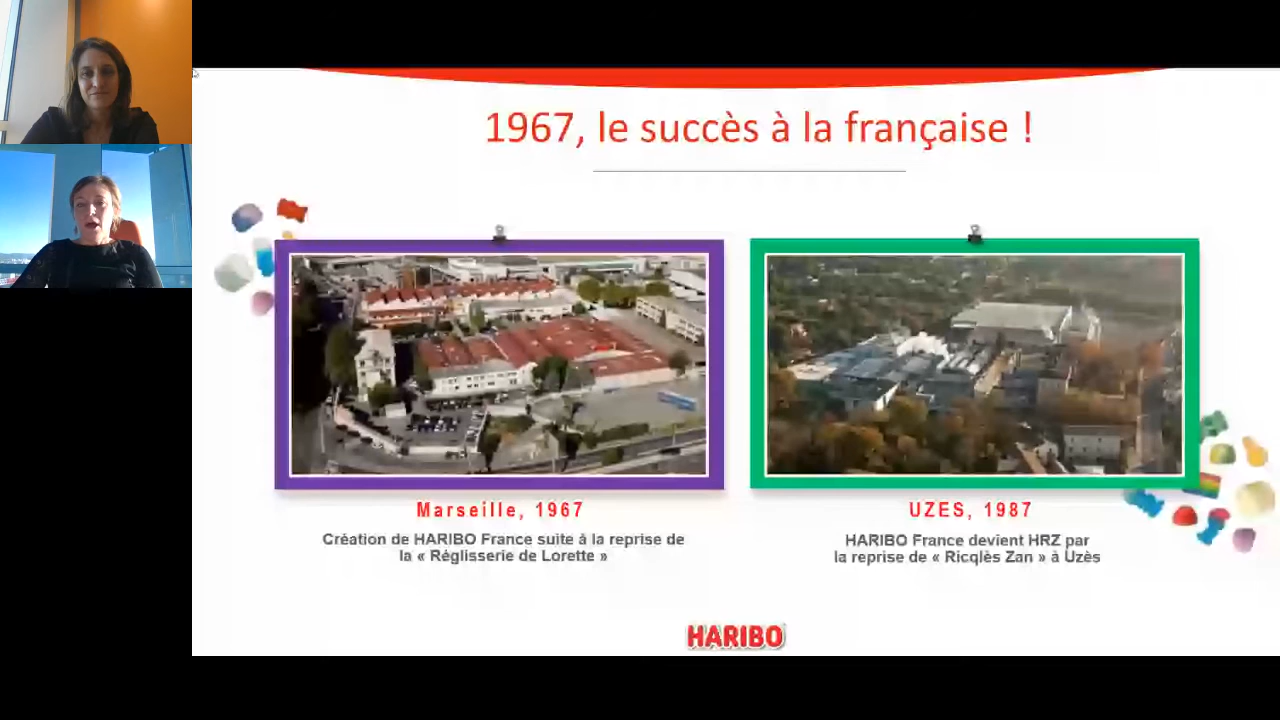 1967, le succès à la française !
Marseille, 1967
Création de HARIBO France suite à la reprise de
la « Réglisserie de Lorette »
UZES, 1987
HARIBO France devient HRZ par
la reprise de « Ricqlès Zan » à Uzès
HARIBO